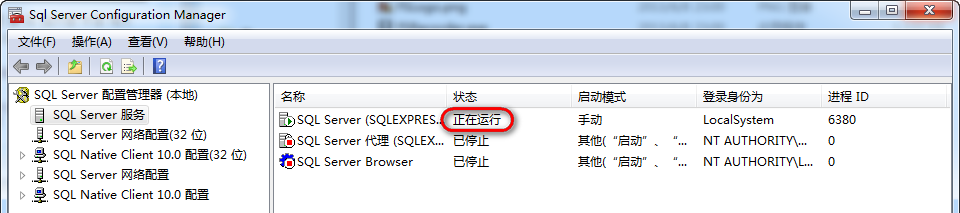 Sql Server Configuration Manager
文件(F) 操作(A) 查看(V) 帮助(H)
SQL Server 配置管理器 (本地)
SQL Server 服务
SQL Server 网络配置(32 位)
SQL Native Client 10.0 配置(32 位)
SQL Server 网络配置
SQL Native Client 10.0 配置
名称 状态 启动模式 登录身份为 进程 ID
SQL Server (SQLEXPRES... 正在运行 手动 LocalSystem 6380
SQL Server 代理 (SQLEX... 已停止 其他(“启动”、“... NT AUTHORITY\... 0
SQL Server Browser 已停止 其他(“启动”、“... NT AUTHORITY\L... 0